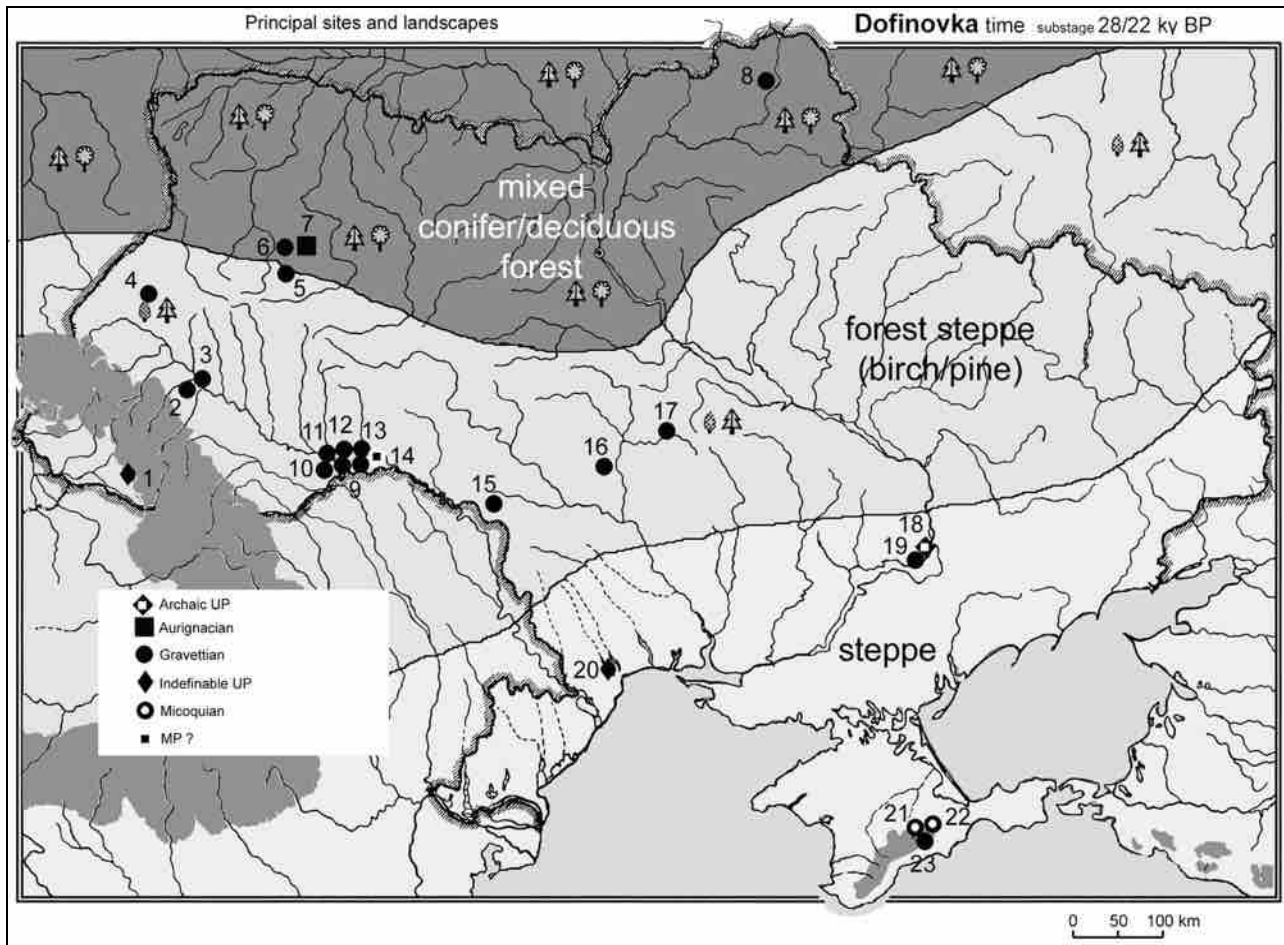 Principal sites and landscapes
Dofinovka time substage 28/22 ky BP
8
mixed
conifer/deciduous
forest
7
6
5
4
forest steppe
(birch/pine)
3
2
17
12
13
11
14
16
10
9
1
15
18
19
Archaic UP
Aurignacian
Gravettian
Indefinable UP
Micoquian
MP ?
steppe
20
21
22
23
0 50 100 km